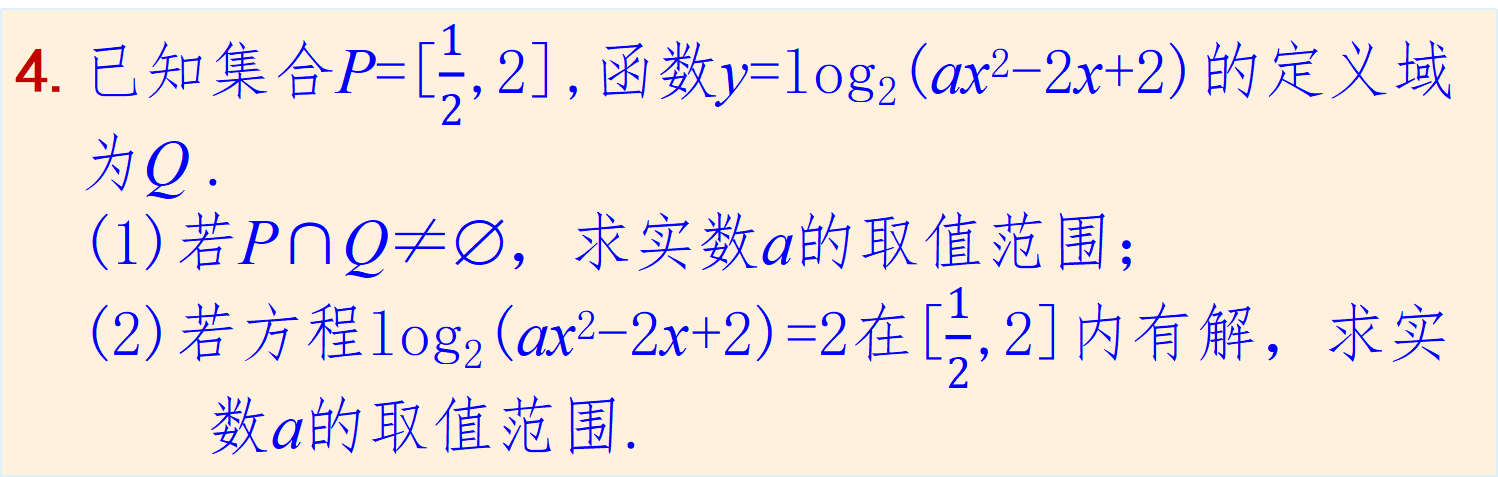 4. 已知集合P=[1/2,2],函数y=log₂(ax²-2x+2)的定义域
为Q.
(1)若P∩Q≠∅，求实数a的取值范围；
(2)若方程log₂(ax²-2x+2)=2在[1/2,2]内有解，求实
数a的取值范围.